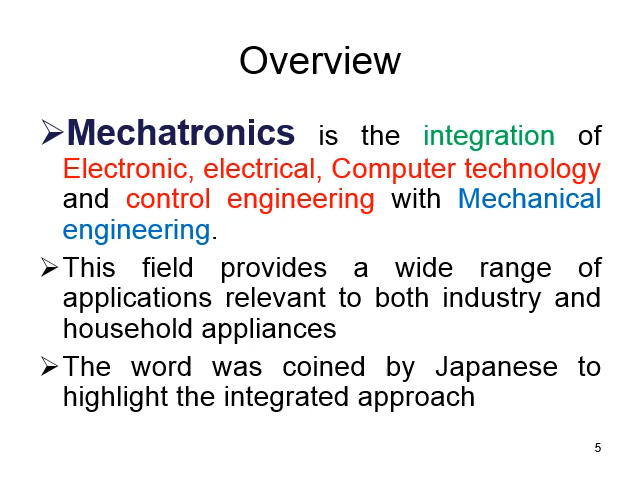 Overview
➢Mechatronics is the integration of
Electronic, electrical, Computer technology
and control engineering with Mechanical
engineering.
➢This field provides a wide range of
applications relevant to both industry and
household appliances
➢The word was coined by Japanese to
highlight the integrated approach
5